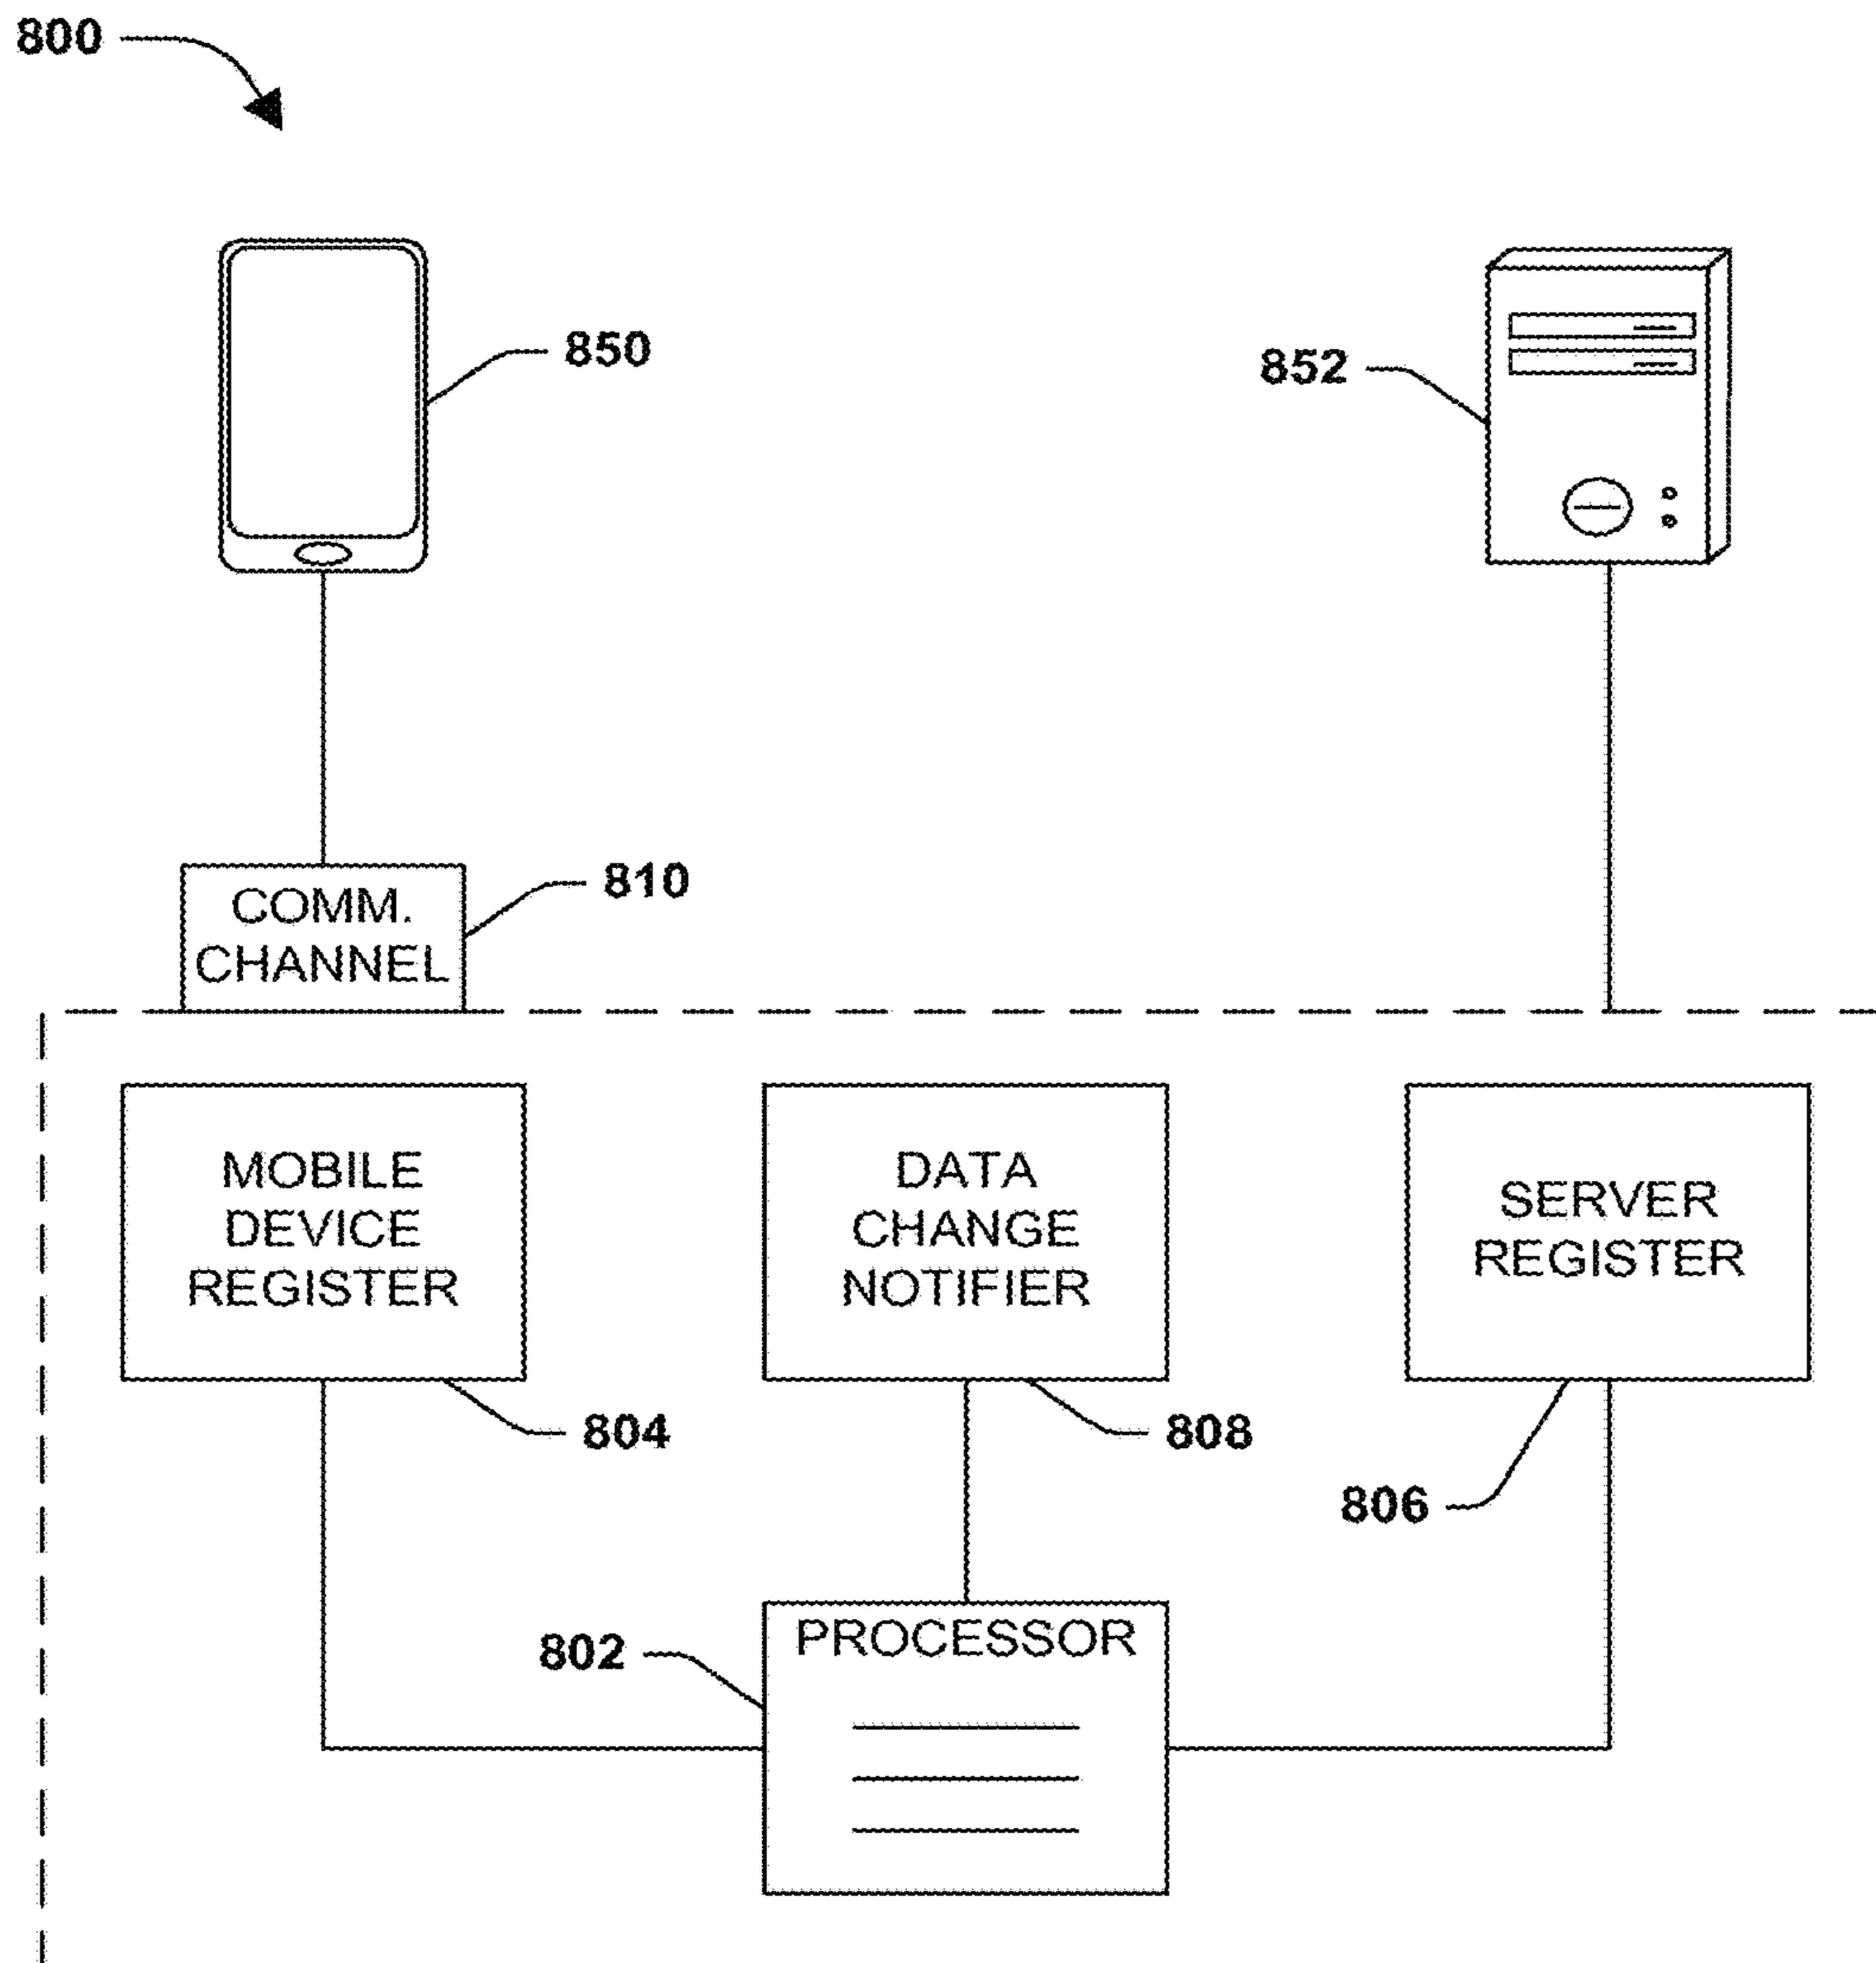 800
850
852
COMM.
CHANNEL
810
MOBILE
DEVICE
REGISTER
DATA
CHANGE
NOTIFIER
SERVER
REGISTER
804
808
806
802
PROCESSOR